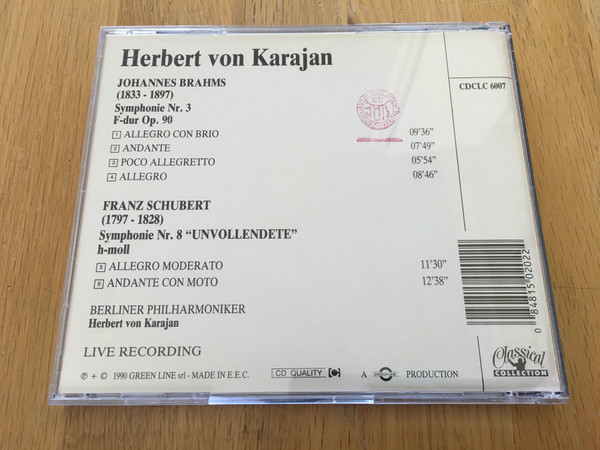 Herbert von Karajan
CDCLC 6007
JOHANNES BRAHMS
(1833 - 1897)
Symphonie Nr. 3
F-dur Op. 90
1 ALLEGRO CON BRIO 09'36"
2 ANDANTE 07'49"
3 POCO ALLEGRETTO 05'54"
4 ALLEGRO 08'46"
FRANZ SCHUBERT
(1797 - 1828)
Symphonie Nr. 8 “UNVOLLENDETE”
h-moll
5 ALLEGRO MODERATO 11'30"
6 ANDANTE CON MOTO 12'38"
BERLINER PHILHARMONIKER
Herbert von Karajan
0 84815 02022
LIVE RECORDING
Classical
COLLECTION
℗ + © 1990 GREEN LINE srl - MADE IN E.E.C. CD QUALITY A PRODUCTION